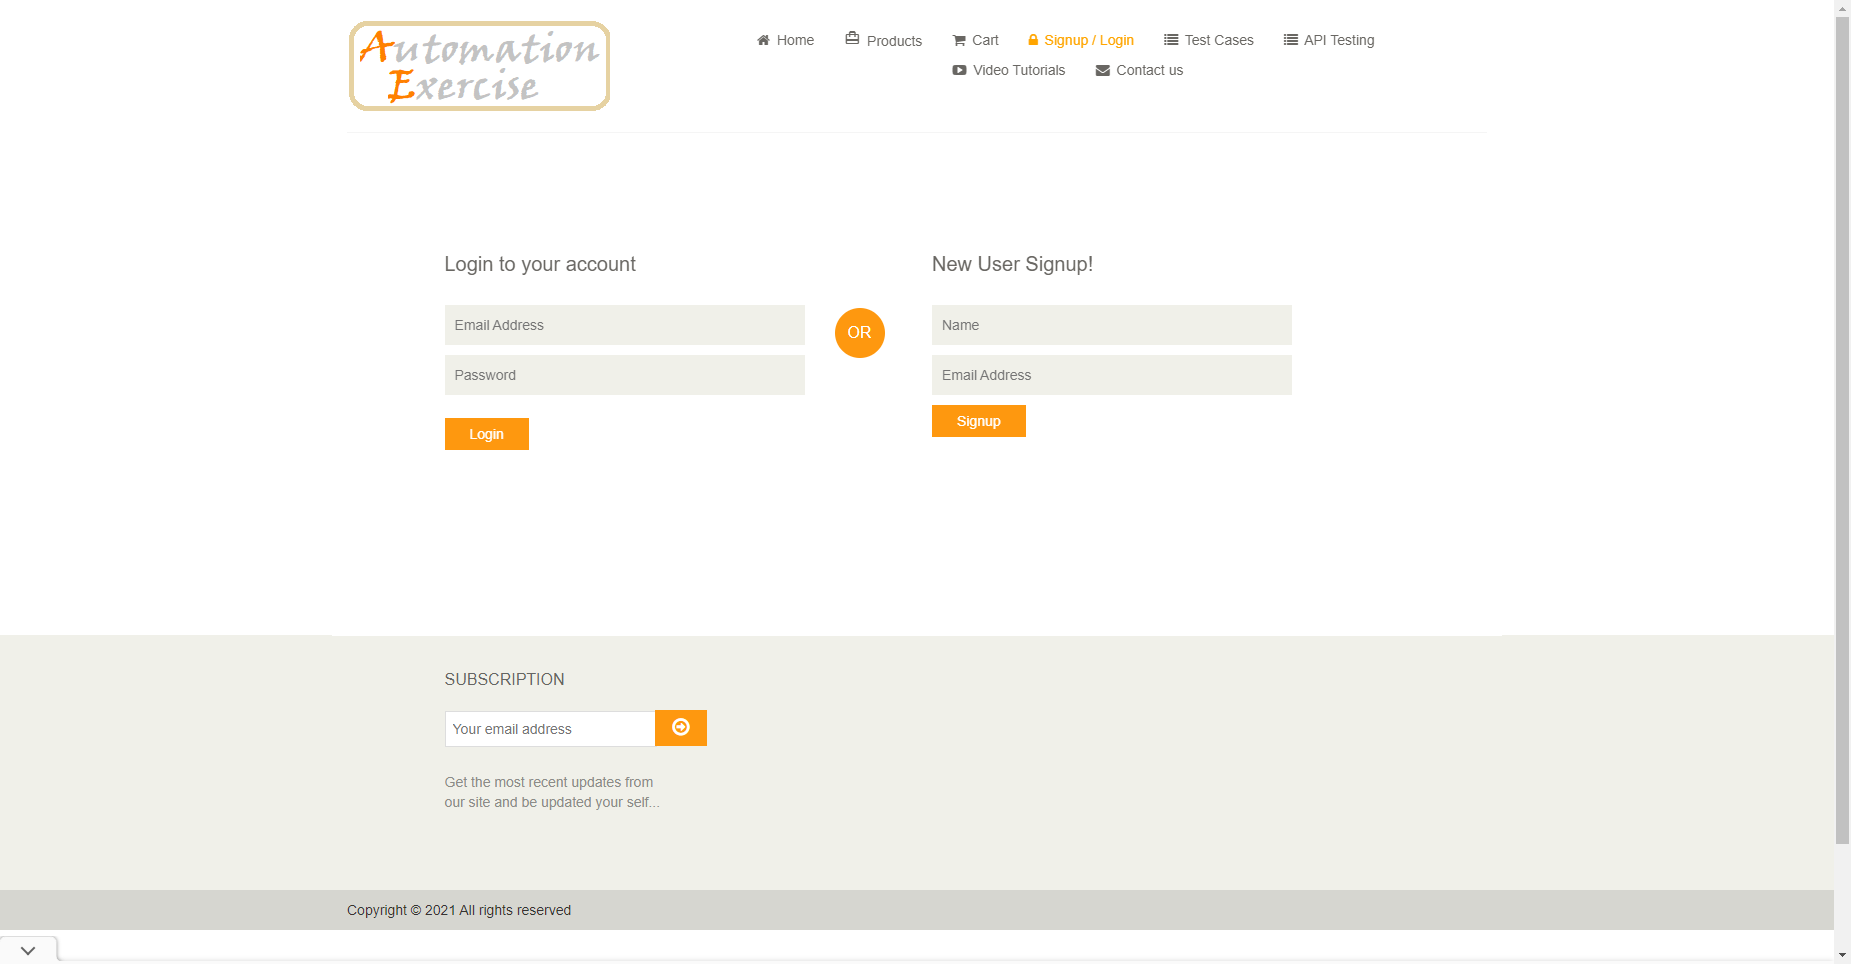 Automation
Exercise
Home
Products
Cart
Signup / Login
Test Cases
API Testing
Video Tutorials
Contact us
Login to your account
Email Address
Password
Login
OR
New User Signup!
Name
Email Address
Signup
SUBSCRIPTION
Your email address
Get the most recent updates from
our site and be updated your self...
Copyright © 2021 All rights reserved